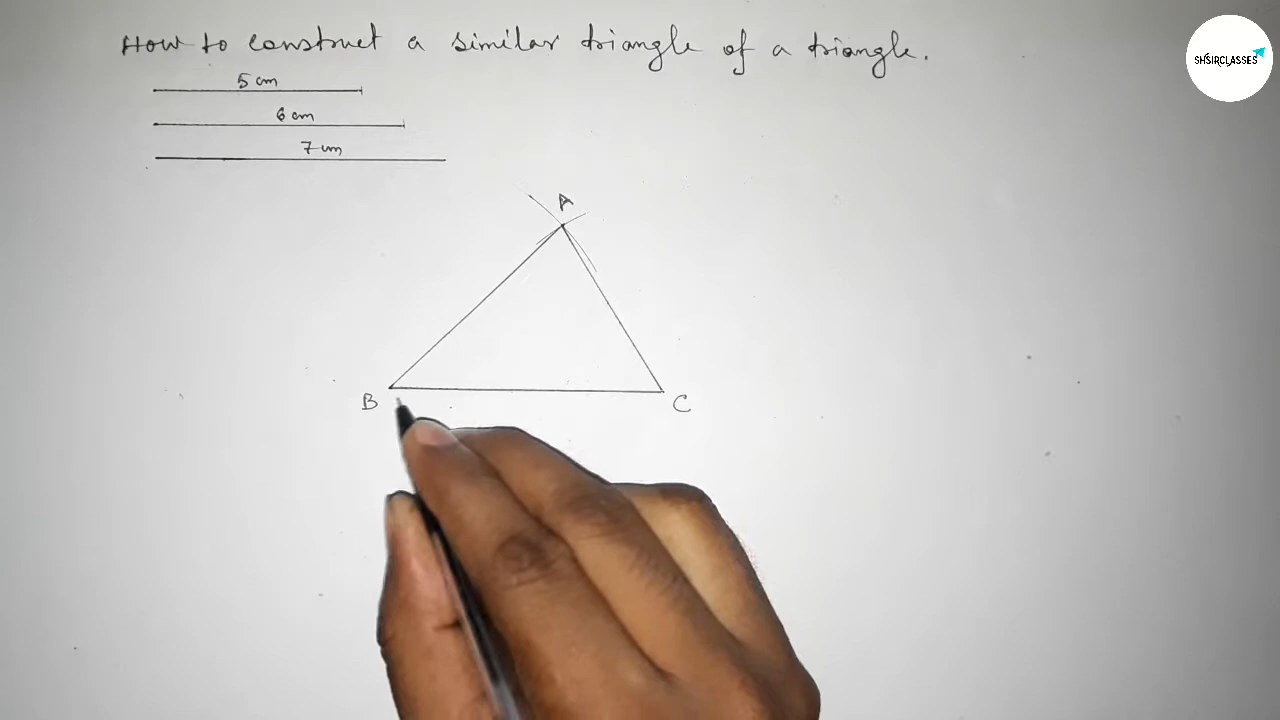 How to construct a similar triangle of a triangle.
SHSIRCLASSES
5 cm
6 cm
7 cm
A
B
C